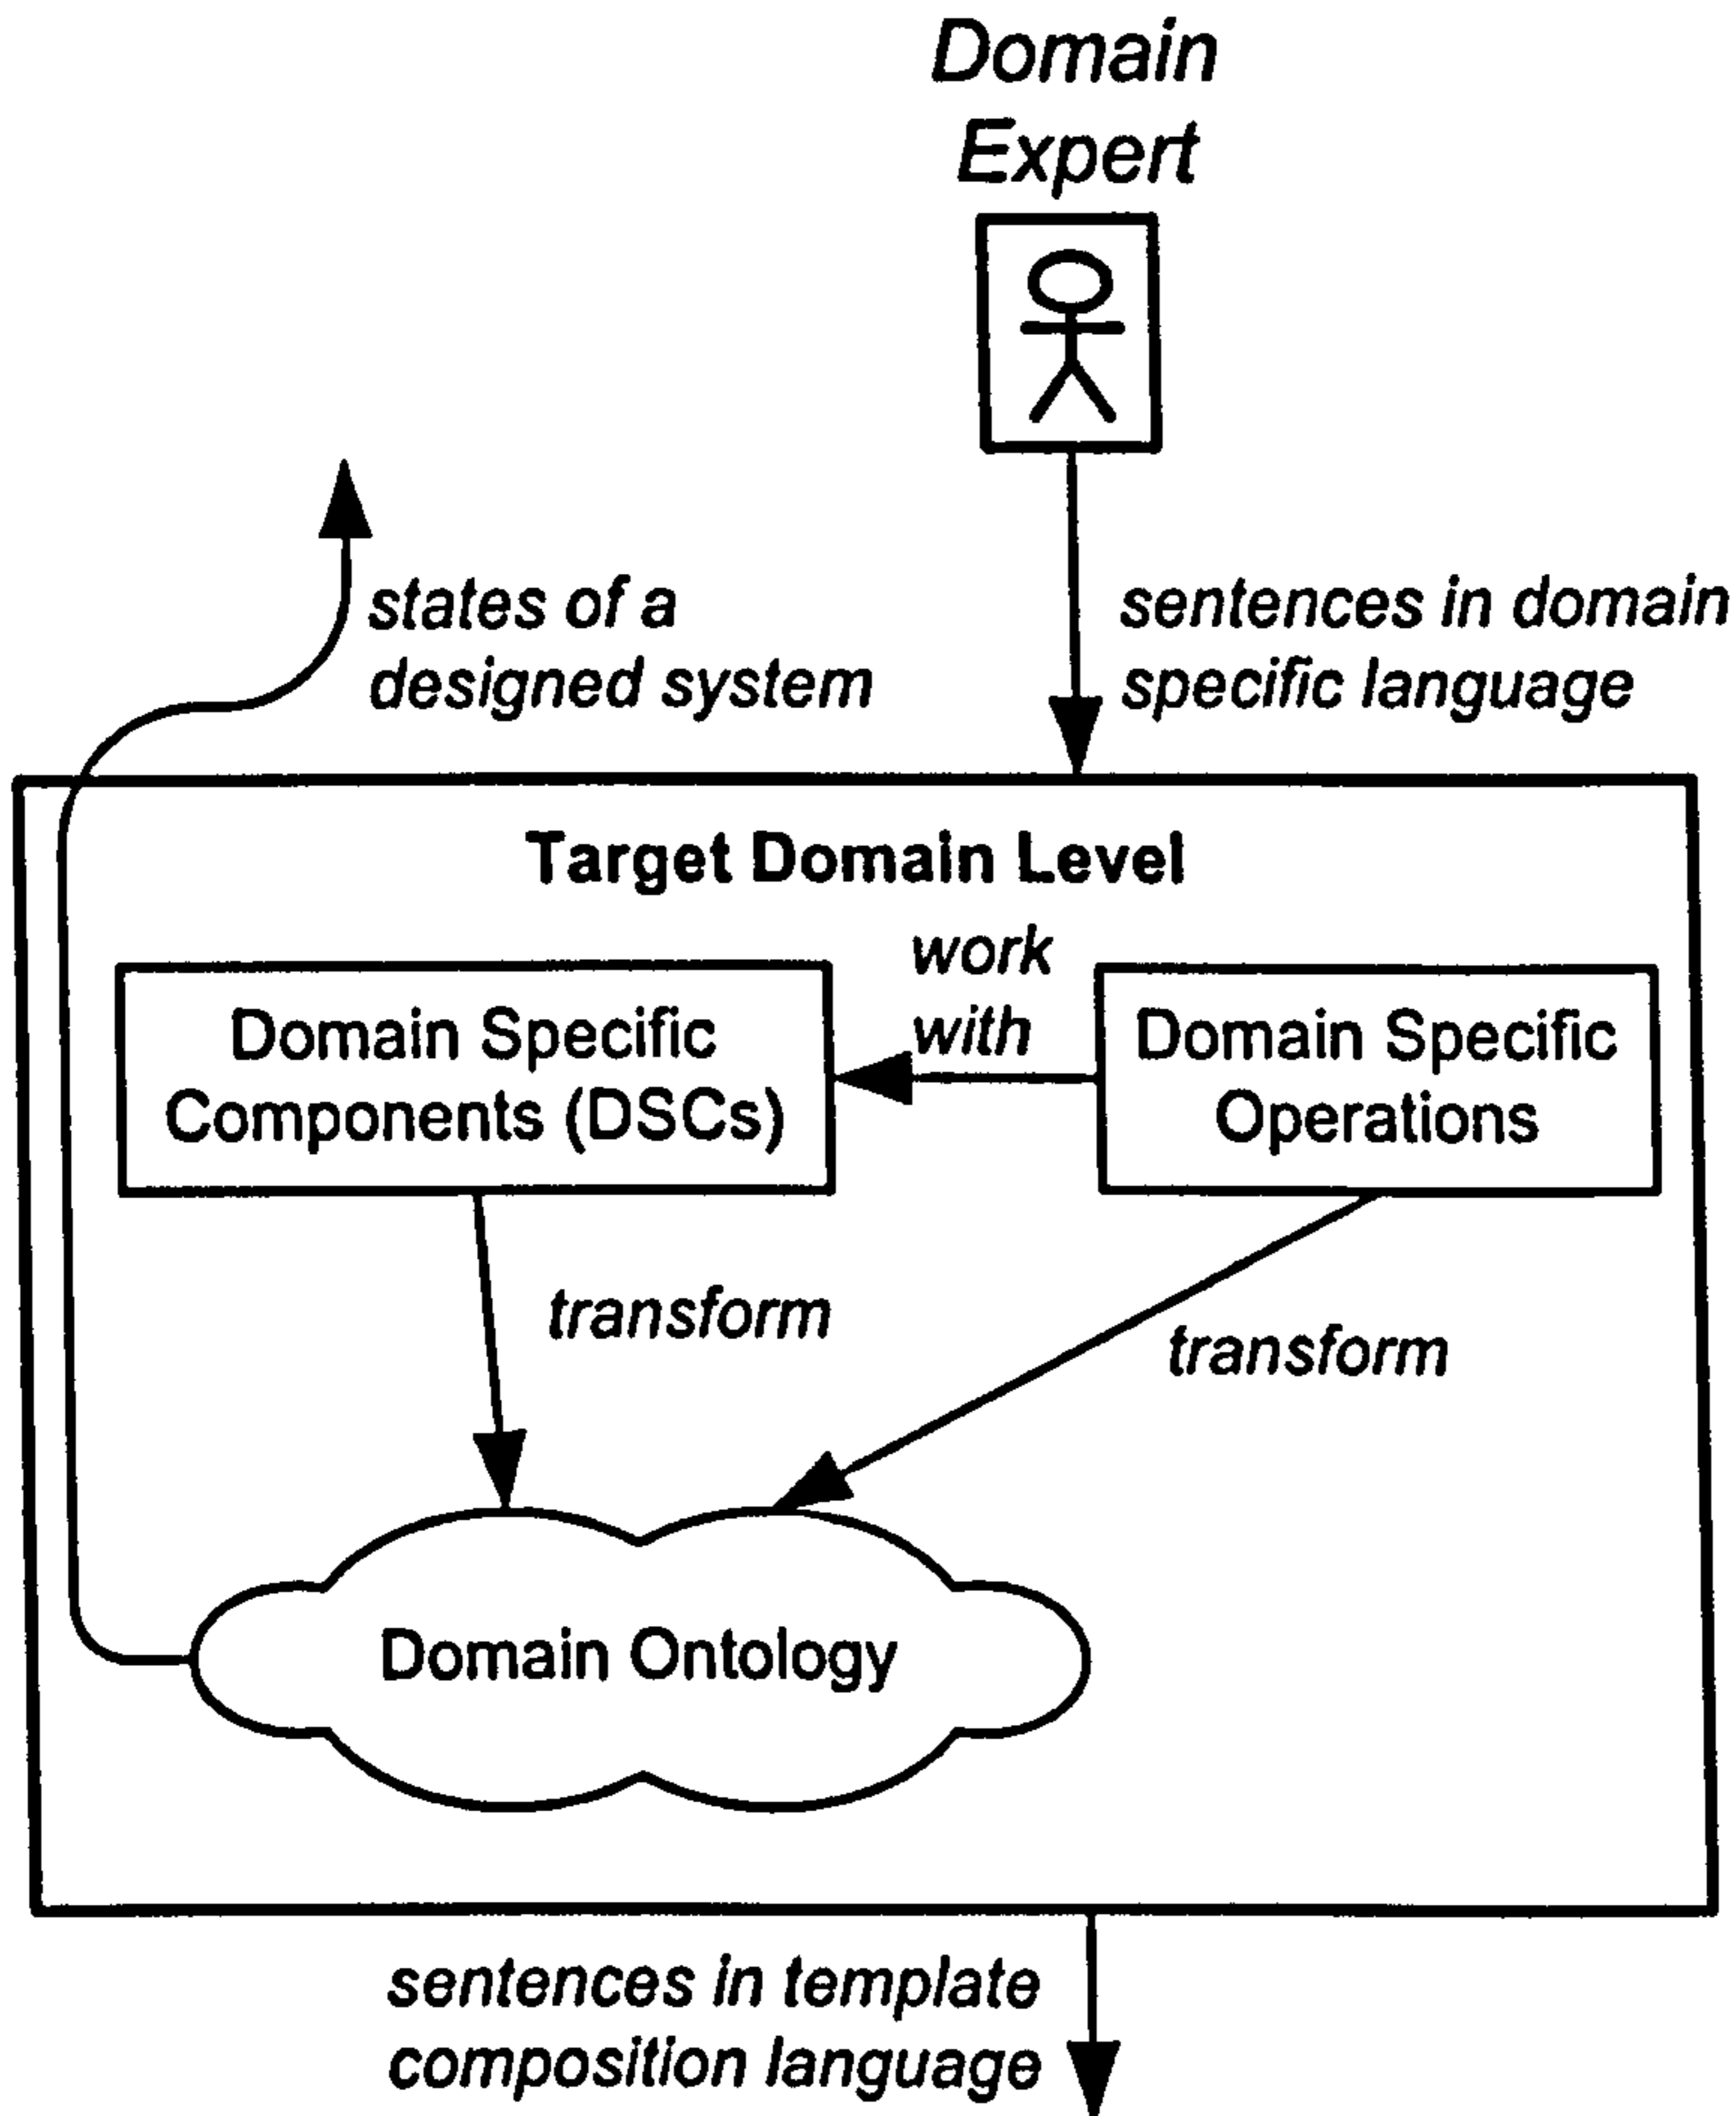 Domain
Expert
states of a
designed system
sentences in domain
specific language
Target Domain Level
work
with
Domain Specific
Components (DSCs)
Domain Specific
Operations
transform
transform
Domain Ontology
sentences in template
composition language